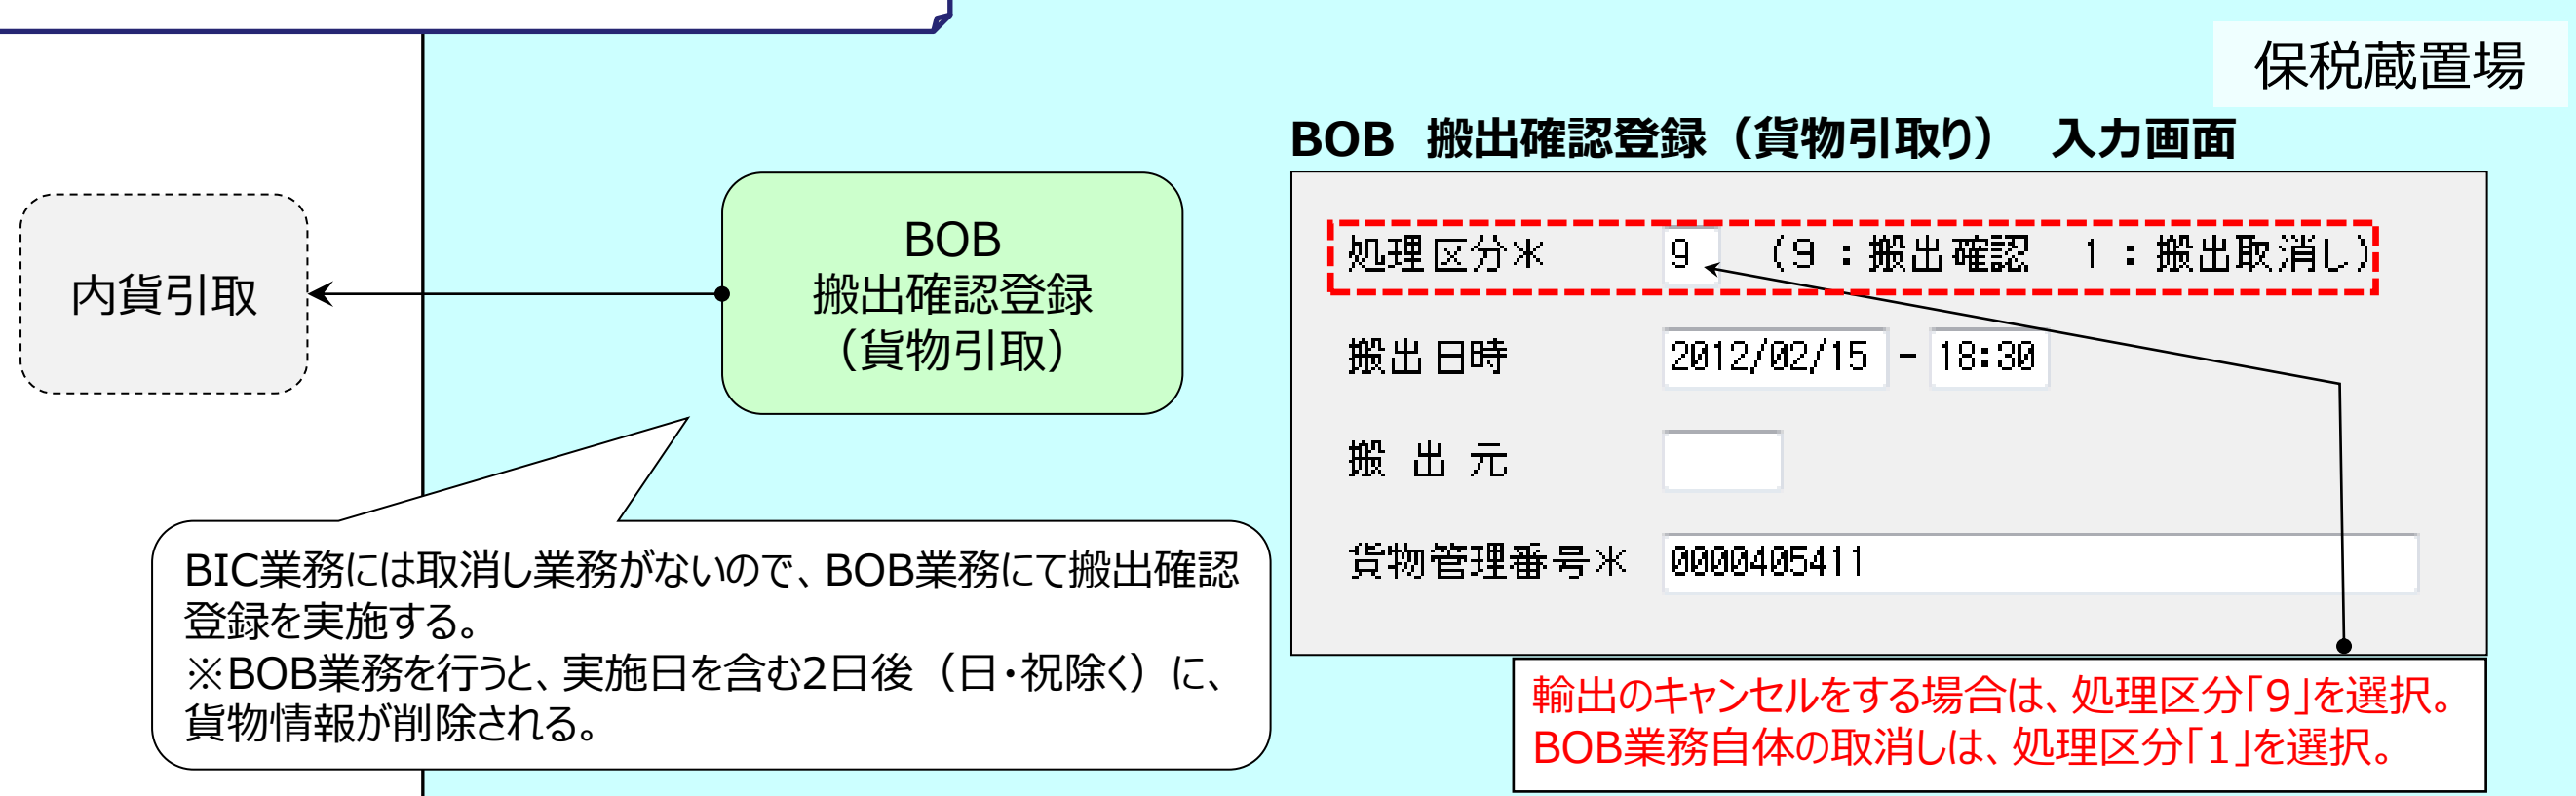 保税蔵置場
BOB 搬出確認登録（貨物引取り） 入力画面
内貨引取
BOB
搬出確認登録
（貨物引取）
処理区分＊ 9 （9：搬出確認 1：搬出取消し）
搬出日時 2012/02/15 - 18:30
搬 出 元
貨物管理番号＊ 0000405411
BIC業務には取消し業務がないので、BOB業務にて搬出確認
登録を実施する。
※BOB業務を行うと、実施日を含む2日後（日・祝除く）に、
貨物情報が削除される。
輸出のキャンセルをする場合は、処理区分「9」を選択。
BOB業務自体の取消しは、処理区分「1」を選択。